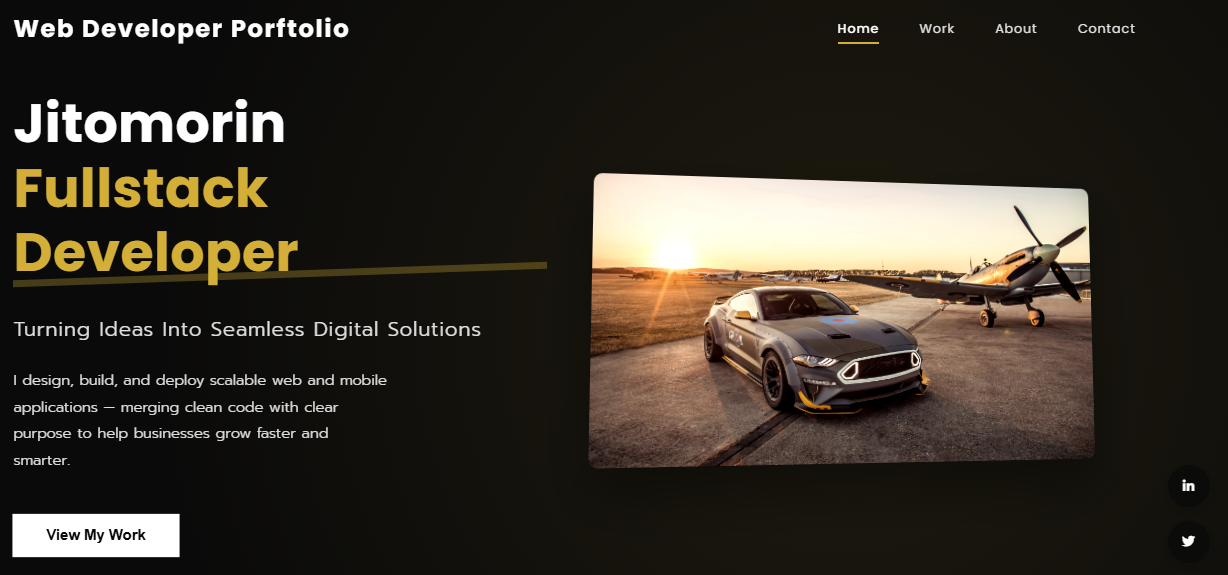 Web Developer Porftolio
Home Work About Contact
Jitomorin
Fullstack
Developer
Turning Ideas Into Seamless Digital Solutions
I design, build, and deploy scalable web and mobile
applications — merging clean code with clear
purpose to help businesses grow faster and
smarter.
View My Work
in